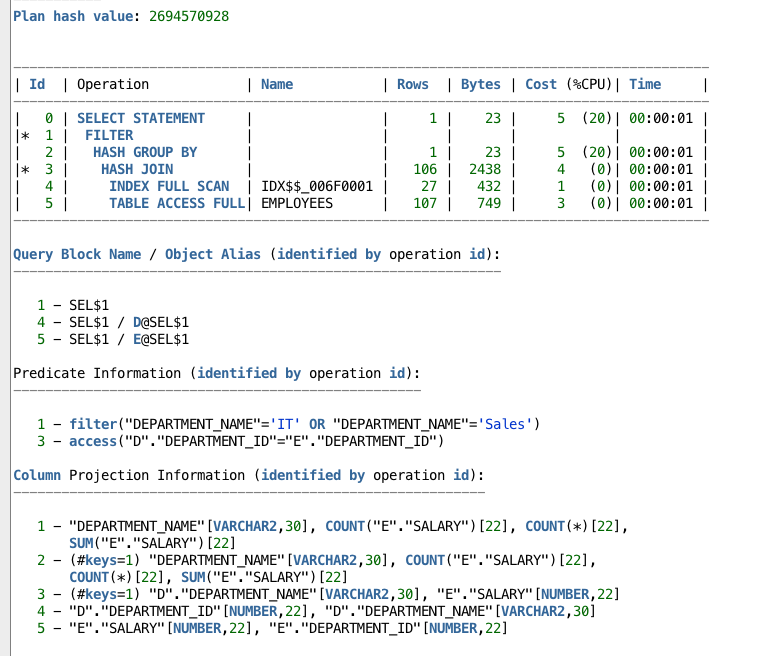 Plan hash value: 2694570928
--------------------------------------------------------------------------------------
| Id  | Operation            | Name           | Rows  | Bytes | Cost (%CPU)| Time     |
--------------------------------------------------------------------------------------
|   0 | SELECT STATEMENT     |                |     1 |    23 |     5  (20)| 00:00:01 |
|*  1 |  FILTER              |                |       |       |            |          |
|   2 |   HASH GROUP BY      |                |     1 |    23 |     5  (20)| 00:00:01 |
|*  3 |    HASH JOIN         |                |   106 |  2438 |     4   (0)| 00:00:01 |
|   4 |     INDEX FULL SCAN  | IDX$$_006F0001 |    27 |   432 |     1   (0)| 00:00:01 |
|   5 |     TABLE ACCESS FULL| EMPLOYEES      |   107 |   749 |     3   (0)| 00:00:01 |
--------------------------------------------------------------------------------------
Query Block Name / Object Alias (identified by operation id):
-------------------------------------------------------------
   1 - SEL$1
   4 - SEL$1 / D@SEL$1
   5 - SEL$1 / E@SEL$1
Predicate Information (identified by operation id):
---------------------------------------------------
   1 - filter("DEPARTMENT_NAME"='IT' OR "DEPARTMENT_NAME"='Sales')
   3 - access("D"."DEPARTMENT_ID"="E"."DEPARTMENT_ID")
Column Projection Information (identified by operation id):
-----------------------------------------------------------
   1 - "DEPARTMENT_NAME"[VARCHAR2,30], COUNT("E"."SALARY")[22], COUNT(*)[22],
       SUM("E"."SALARY")[22]
   2 - (#keys=1) "DEPARTMENT_NAME"[VARCHAR2,30], COUNT("E"."SALARY")[22],
       COUNT(*)[22], SUM("E"."SALARY")[22]
   3 - (#keys=1) "D"."DEPARTMENT_NAME"[VARCHAR2,30], "E"."SALARY"[NUMBER,22]
   4 - "D"."DEPARTMENT_ID"[NUMBER,22], "D"."DEPARTMENT_NAME"[VARCHAR2,30]
   5 - "E"."SALARY"[NUMBER,22], "E"."DEPARTMENT_ID"[NUMBER,22]